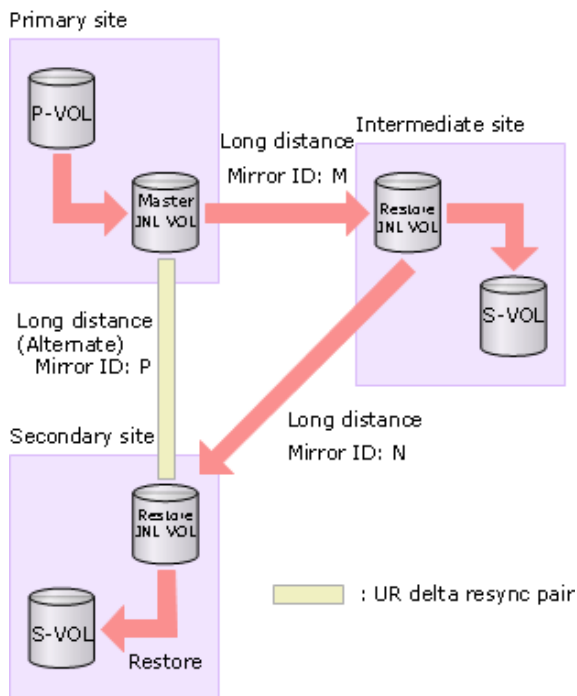 Primary site
P-VOL
Master
JNL VOL
Long distance
Mirror ID: M
Intermediate site
Restore
JNL VOL
S-VOL
Long distance
(Alternate)
Mirror ID: P
Long distance
Mirror ID: N
Secondary site
Restore
JNL VOL
S-VOL
Restore
: UR delta resync pair